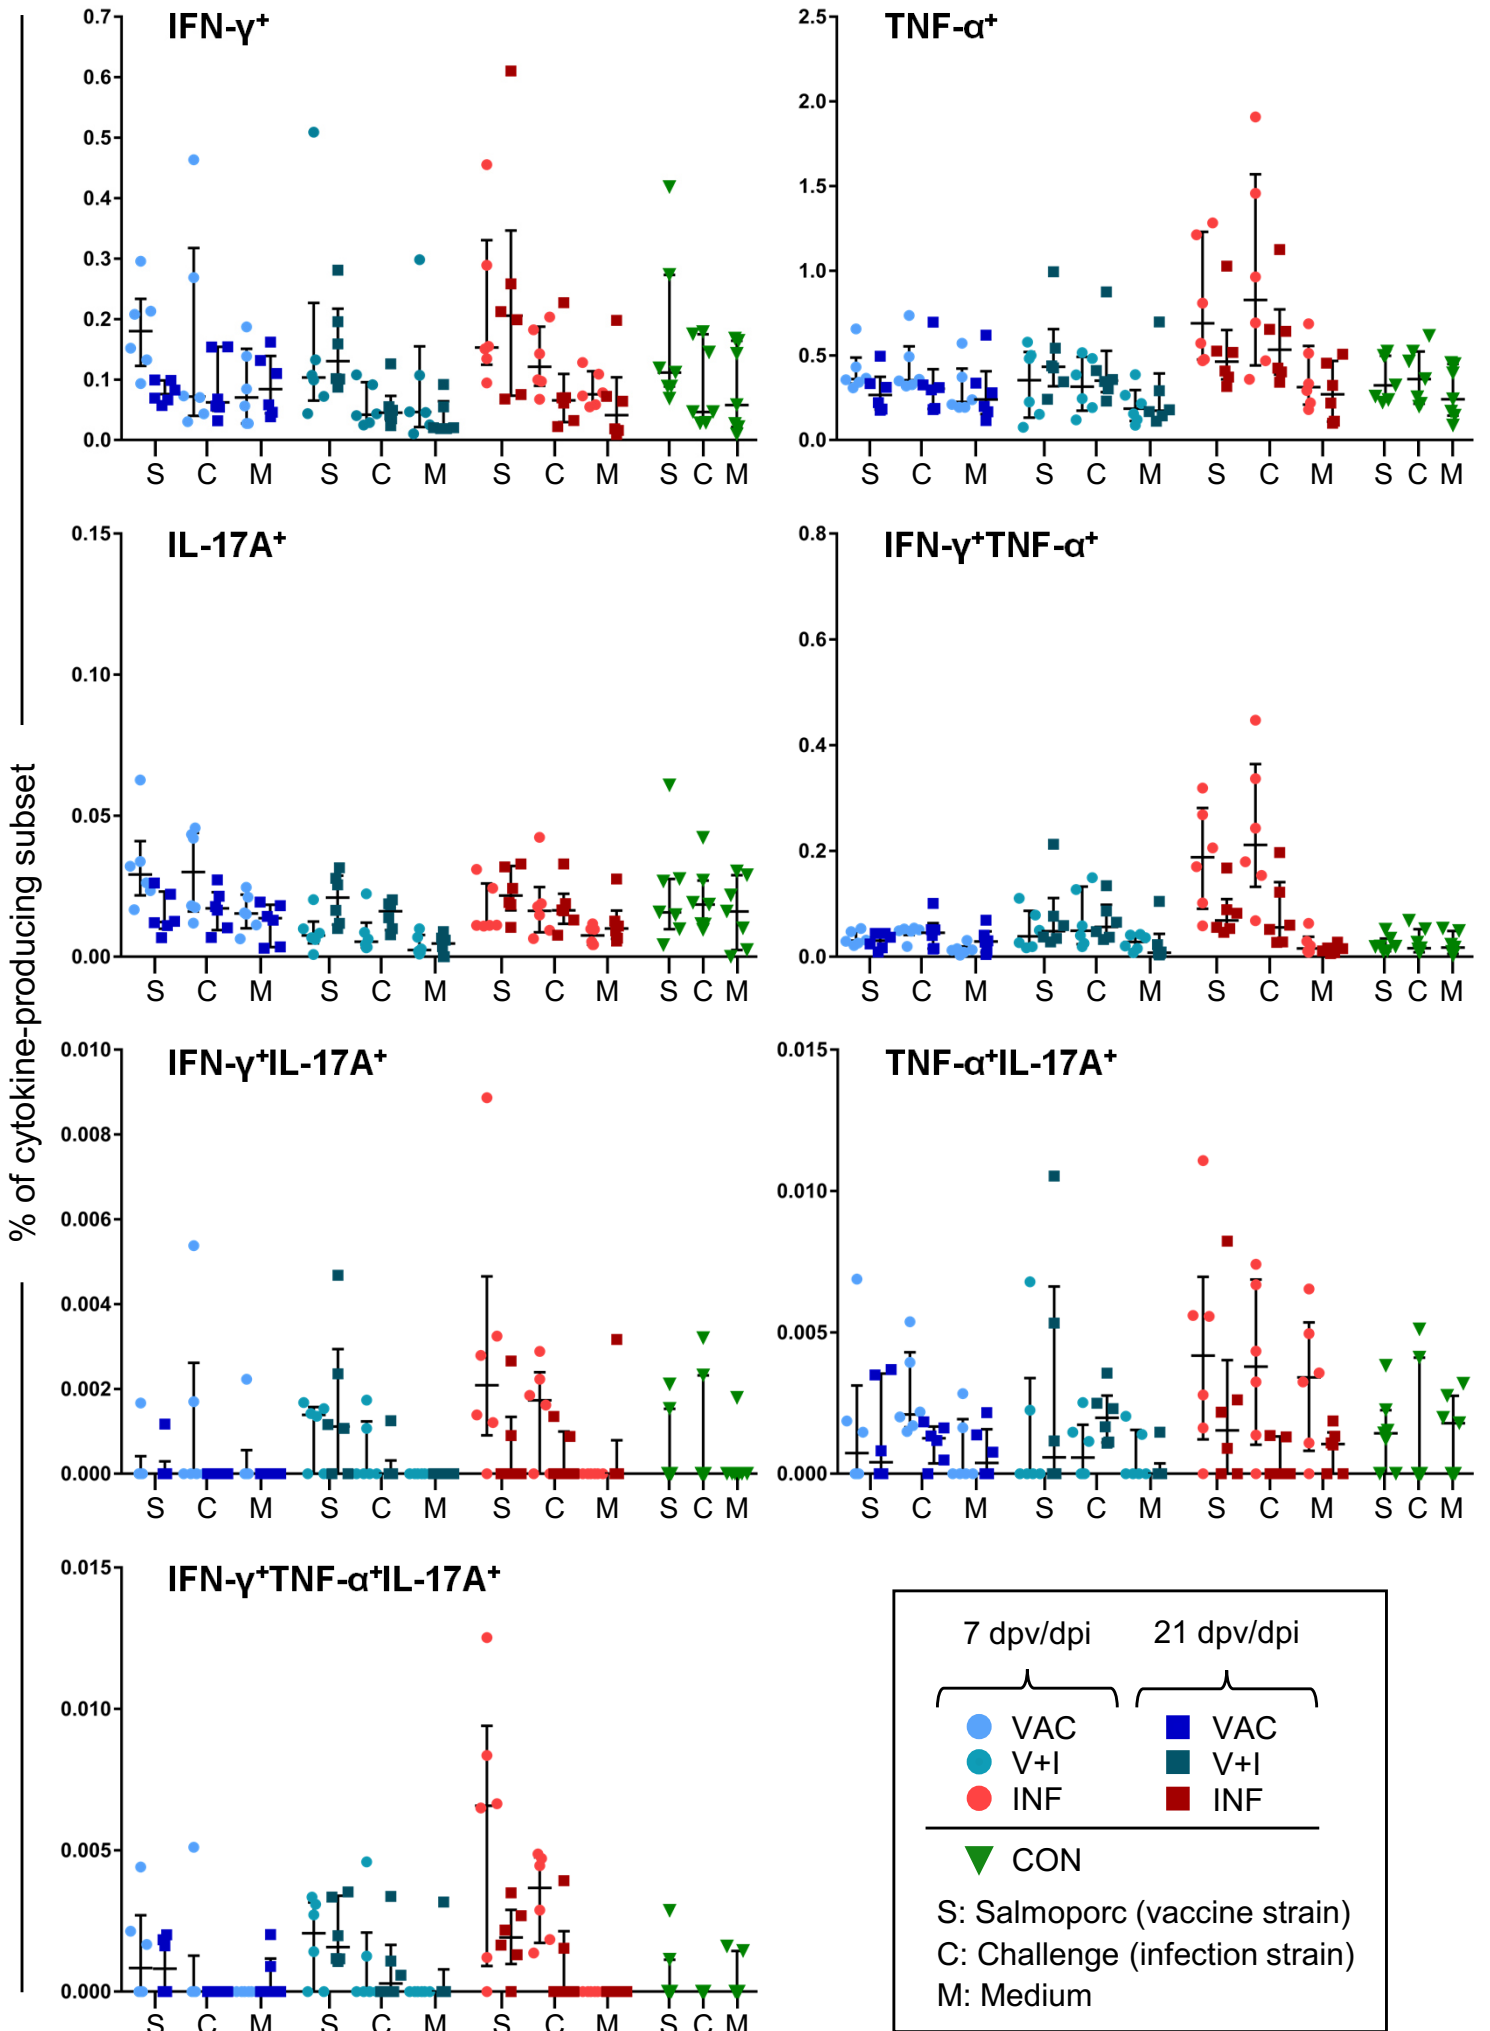 % of cytokine-producing subset
IFN-γ+
0.7
0.6
0.5
0.4
0.3
0.2
0.1
0.0
S C M S C M S C M S C M
TNF-α+
2.5
2.0
1.5
1.0
0.5
0.0
S C M S C M S C M S C M
IL-17A+
0.15
0.10
0.05
0.00
S C M S C M S C M S C M
IFN-γ+TNF-α+
0.8
0.6
0.4
0.2
0.0
S C M S C M S C M S C M
IFN-γ+IL-17A+
0.010
0.008
0.006
0.004
0.002
0.000
S C M S C M S C M S C M
TNF-α+IL-17A+
0.015
0.010
0.005
0.000
S C M S C M S C M S C M
IFN-γ+TNF-α+IL-17A+
0.015
0.010
0.005
0.000
S C M S C M S C M S C M
7 dpv/dpi 21 dpv/dpi
VAC VAC
V+I V+I
INF INF
CON
S: Salmoporc (vaccine strain)
C: Challenge (infection strain)
M: Medium